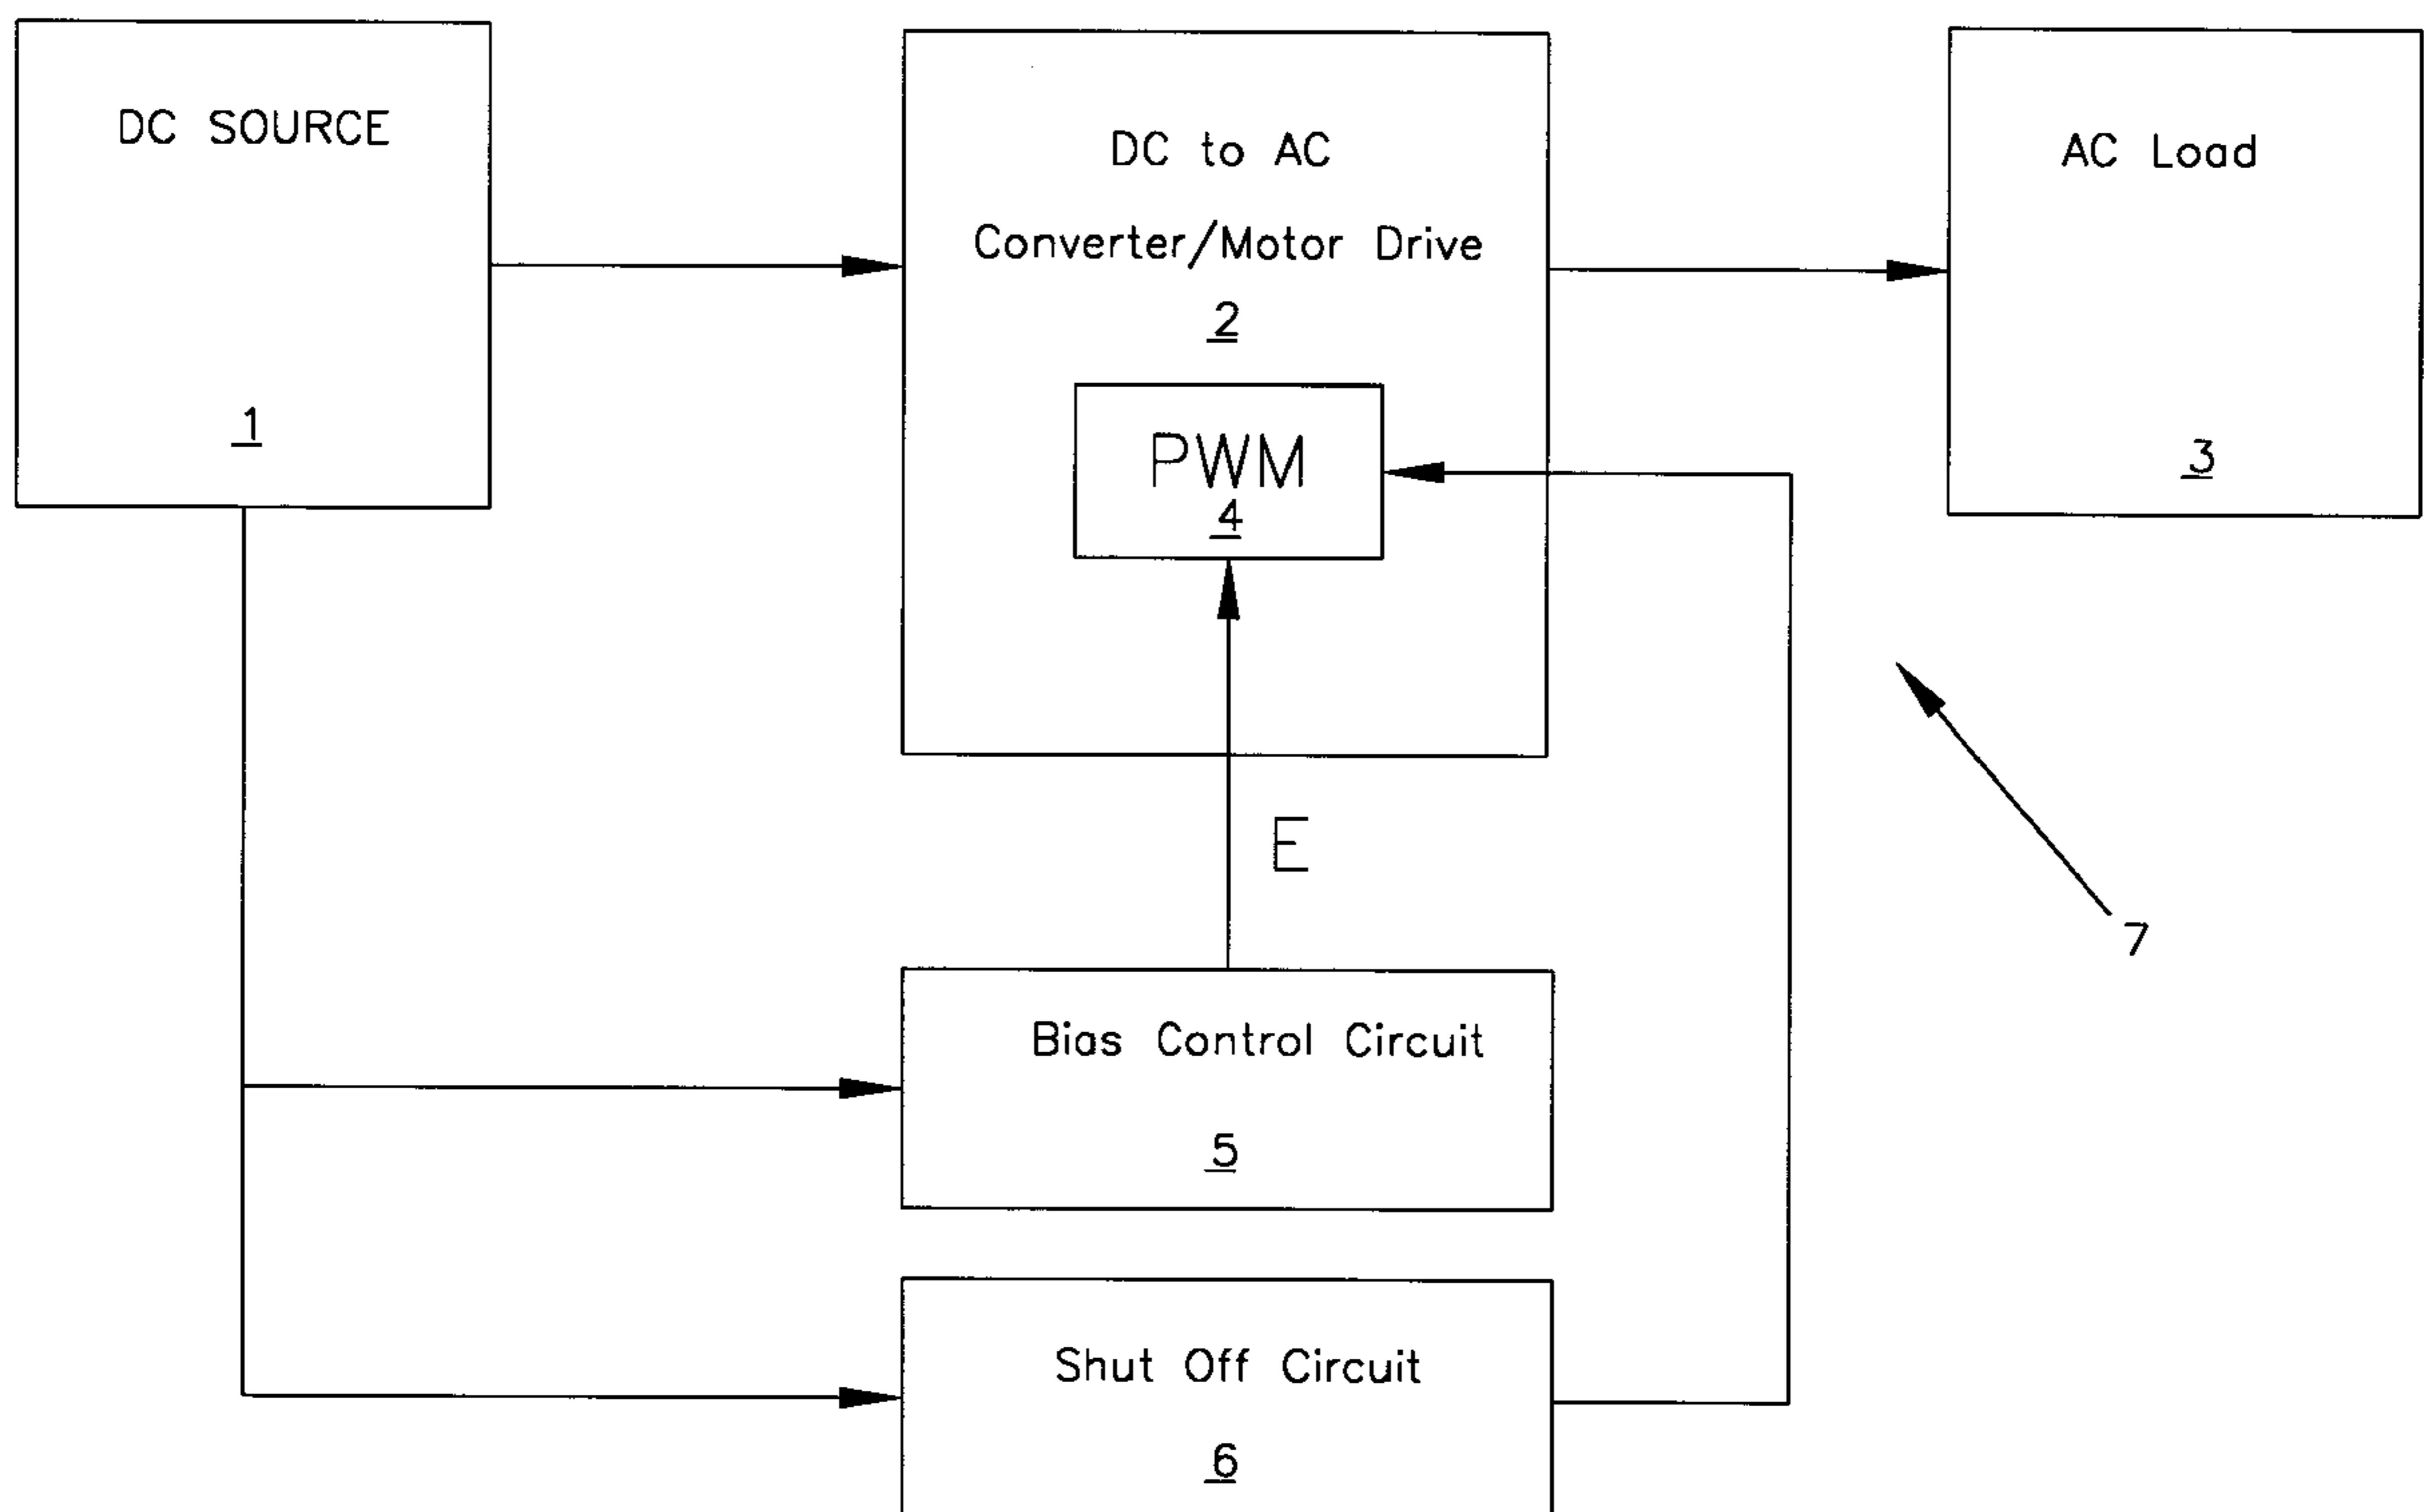 DC SOURCE
1
DC to AC
Converter/Motor Drive
2
PWM
4
AC Load
3
E
7
Bias Control Circuit
5
Shut Off Circuit
6